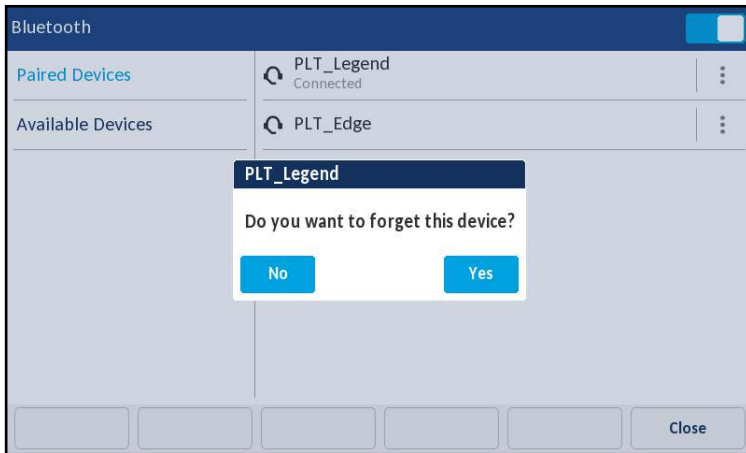 Bluetooth
Paired Devices
PLT_Legend
Connected
Available Devices
PLT_Edge
PLT_Legend
Do you want to forget this device?
No
Yes
Close